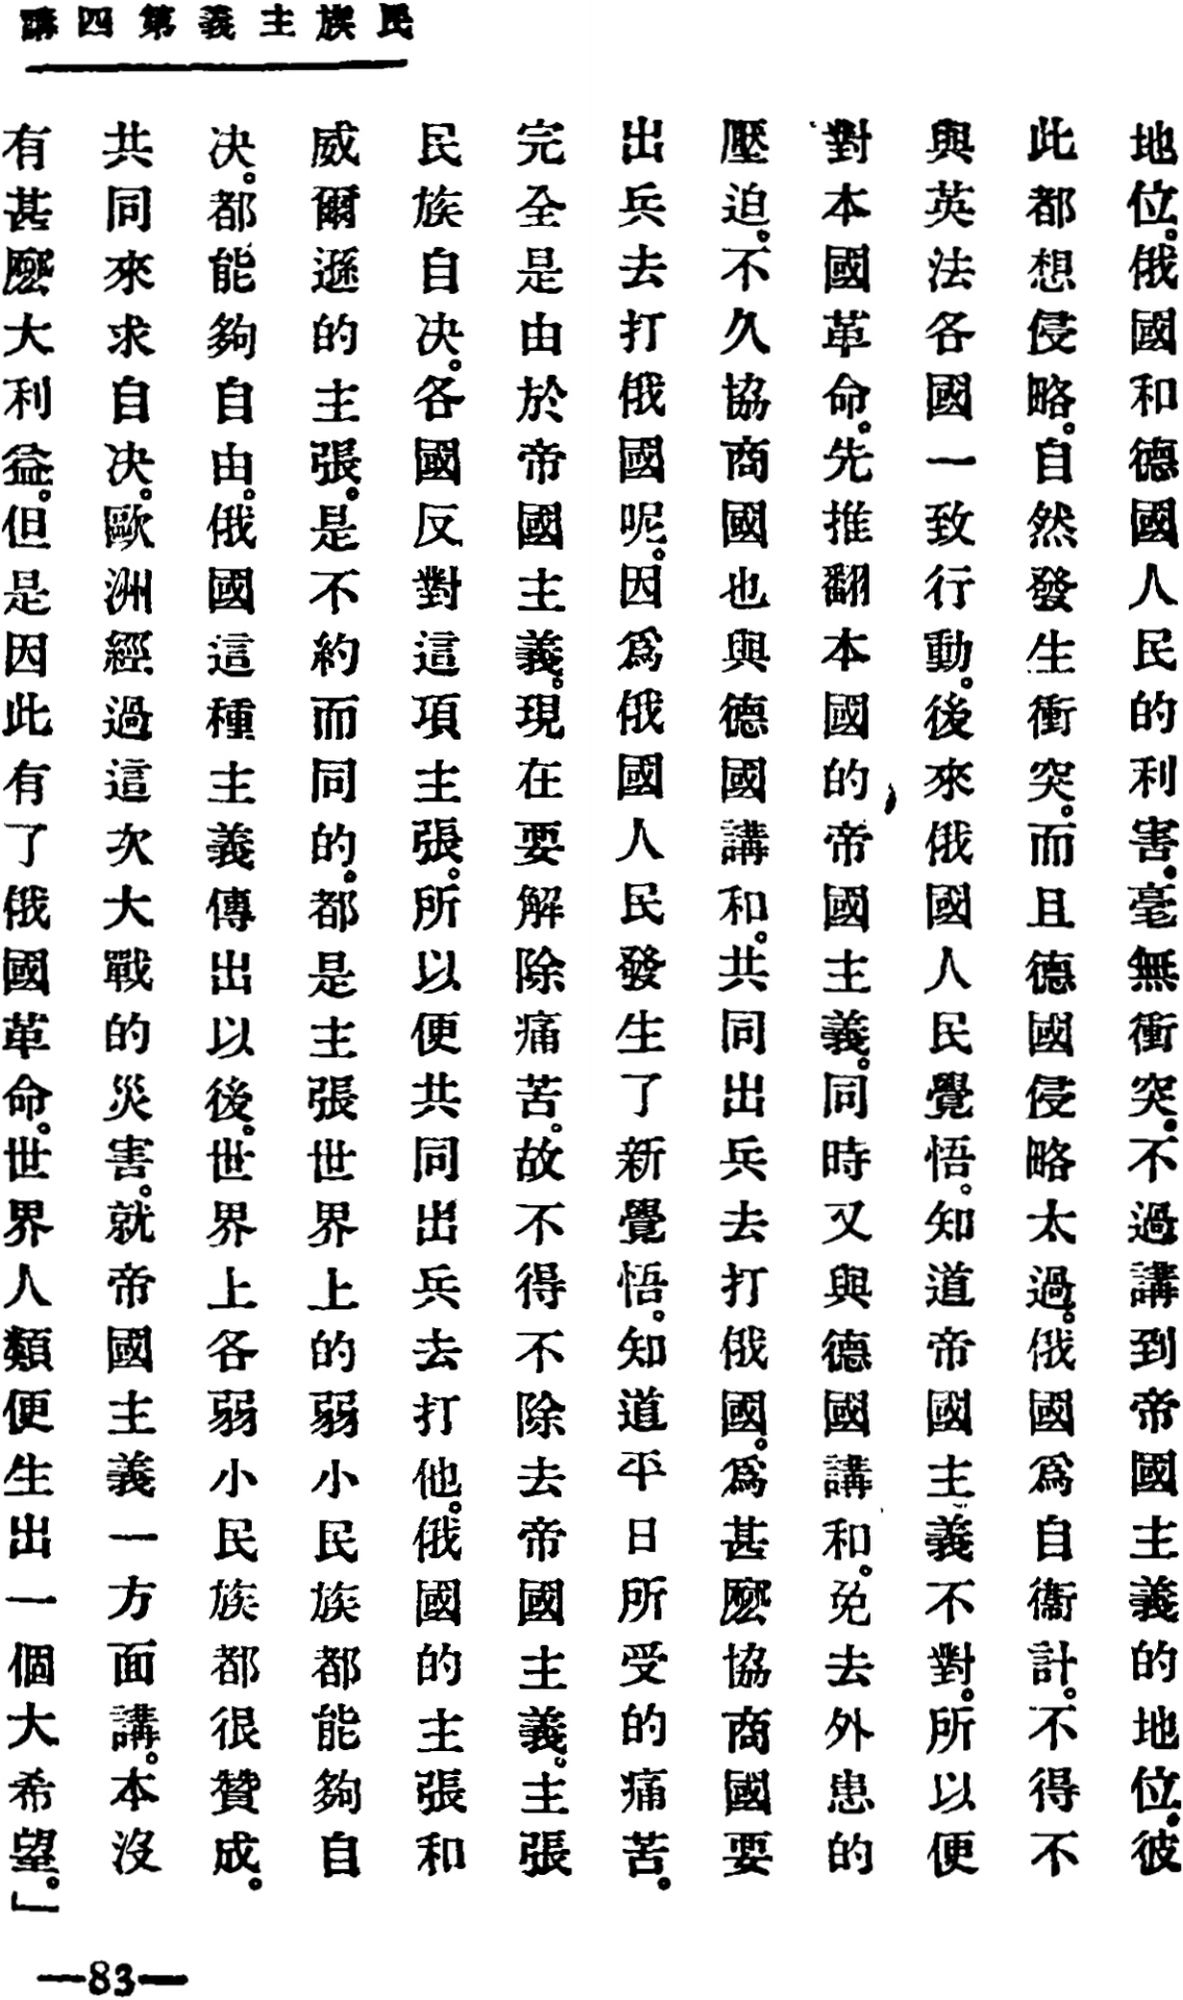 民族主義第四講
地位。俄國和德國人民的利害。毫無衝突。不過講到帝國主義的地位。彼
此都想侵略。自然發生衝突。而且德國侵略太過。俄國爲自衞計。不得不
與英法各國一致行動。後來俄國人民覺悟。知道帝國主義不對。所以便
對本國革命。先推翻本國的帝國主義。同時又與德國講和。免去外患的
壓迫。不久協商國也與德國講和。共同出兵去打俄國。爲甚麼協商國要
出兵去打俄國呢。因爲俄國人民發生了新覺悟。知道平日所受的痛苦。
完全是由於帝國主義。現在要解除痛苦。故不得不除去帝國主義。主張
民族自決。各國反對這項主張。所以便共同出兵去打他。俄國的主張和
威爾遜的主張。是不約而同的。都是主張世界上的弱小民族都能夠自
決。都能夠自由。俄國這種主義傳出以後。世界上各弱小民族都很贊成。
共同來求自決。歐洲經過這次大戰的災害。就帝國主義一方面講。本沒
有甚麼大利益。但是因此有了俄國革命。世界人類便生出一個大希望。」
—83—